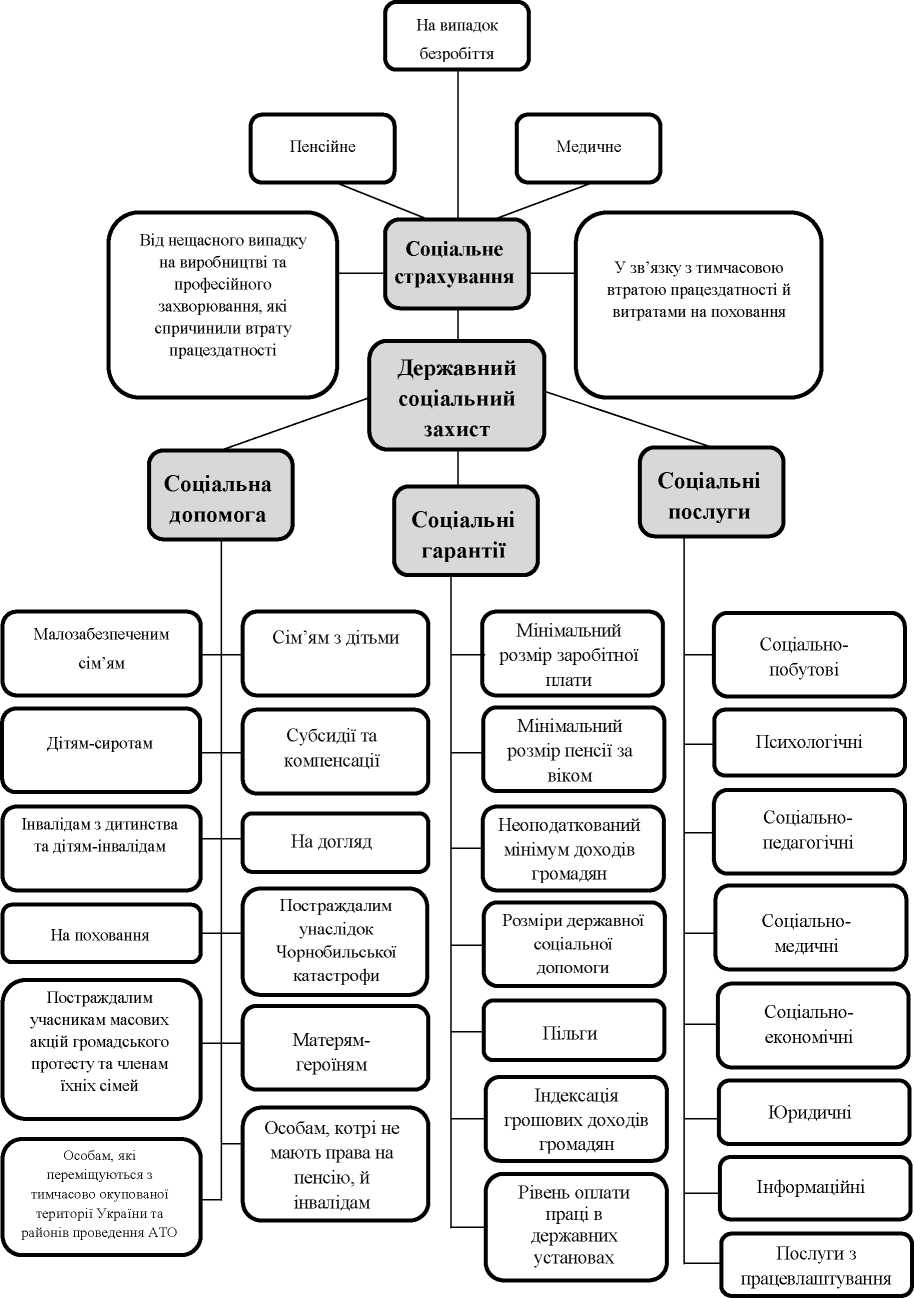 На випадок
безробіття
Пенсійне
Медичне
Від нещасного випадку
на виробництві та
професійного
захворювання, які
спричинили втрату
працездатності
Соціальне
страхування
У зв’язку з тимчасовою
втратою працездатності й
витратами на поховання
Державний
соціальний
захист
Соціальна
допомога
Соціальні
гарантії
Соціальні
послуги
Малозабезпеченим
сім’ям
Дітям-сиротам
Інвалідам з дитинства
та дітям-інвалідам
На поховання
Постраждалим
учасникам масових
акцій громадського
протесту та членам
їхніх сімей
Особам, які
переміщуються з
тимчасово окупованої
території України та
районів проведення АТО
Сім’ям з дітьми
Субсидії та
компенсації
На догляд
Постраждалим
унаслідок
Чорнобильської
катастрофи
Матерям-
героїням
Особам, котрі не
мають права на
пенсію, й
інвалідам
Мінімальний
розмір заробітної
плати
Мінімальний
розмір пенсії за
віком
Неоподаткований
мінімум доходів
громадян
Розміри державної
соціальної
допомоги
Пільги
Індексація
грошових доходів
громадян
Рівень оплати
праці в
державних
установах
Соціально-
побутові
Психологічні
Соціально-
педагогічні
Соціально-
медичні
Соціально-
економічні
Юридичні
Інформаційні
Послуги з
працевлаштування